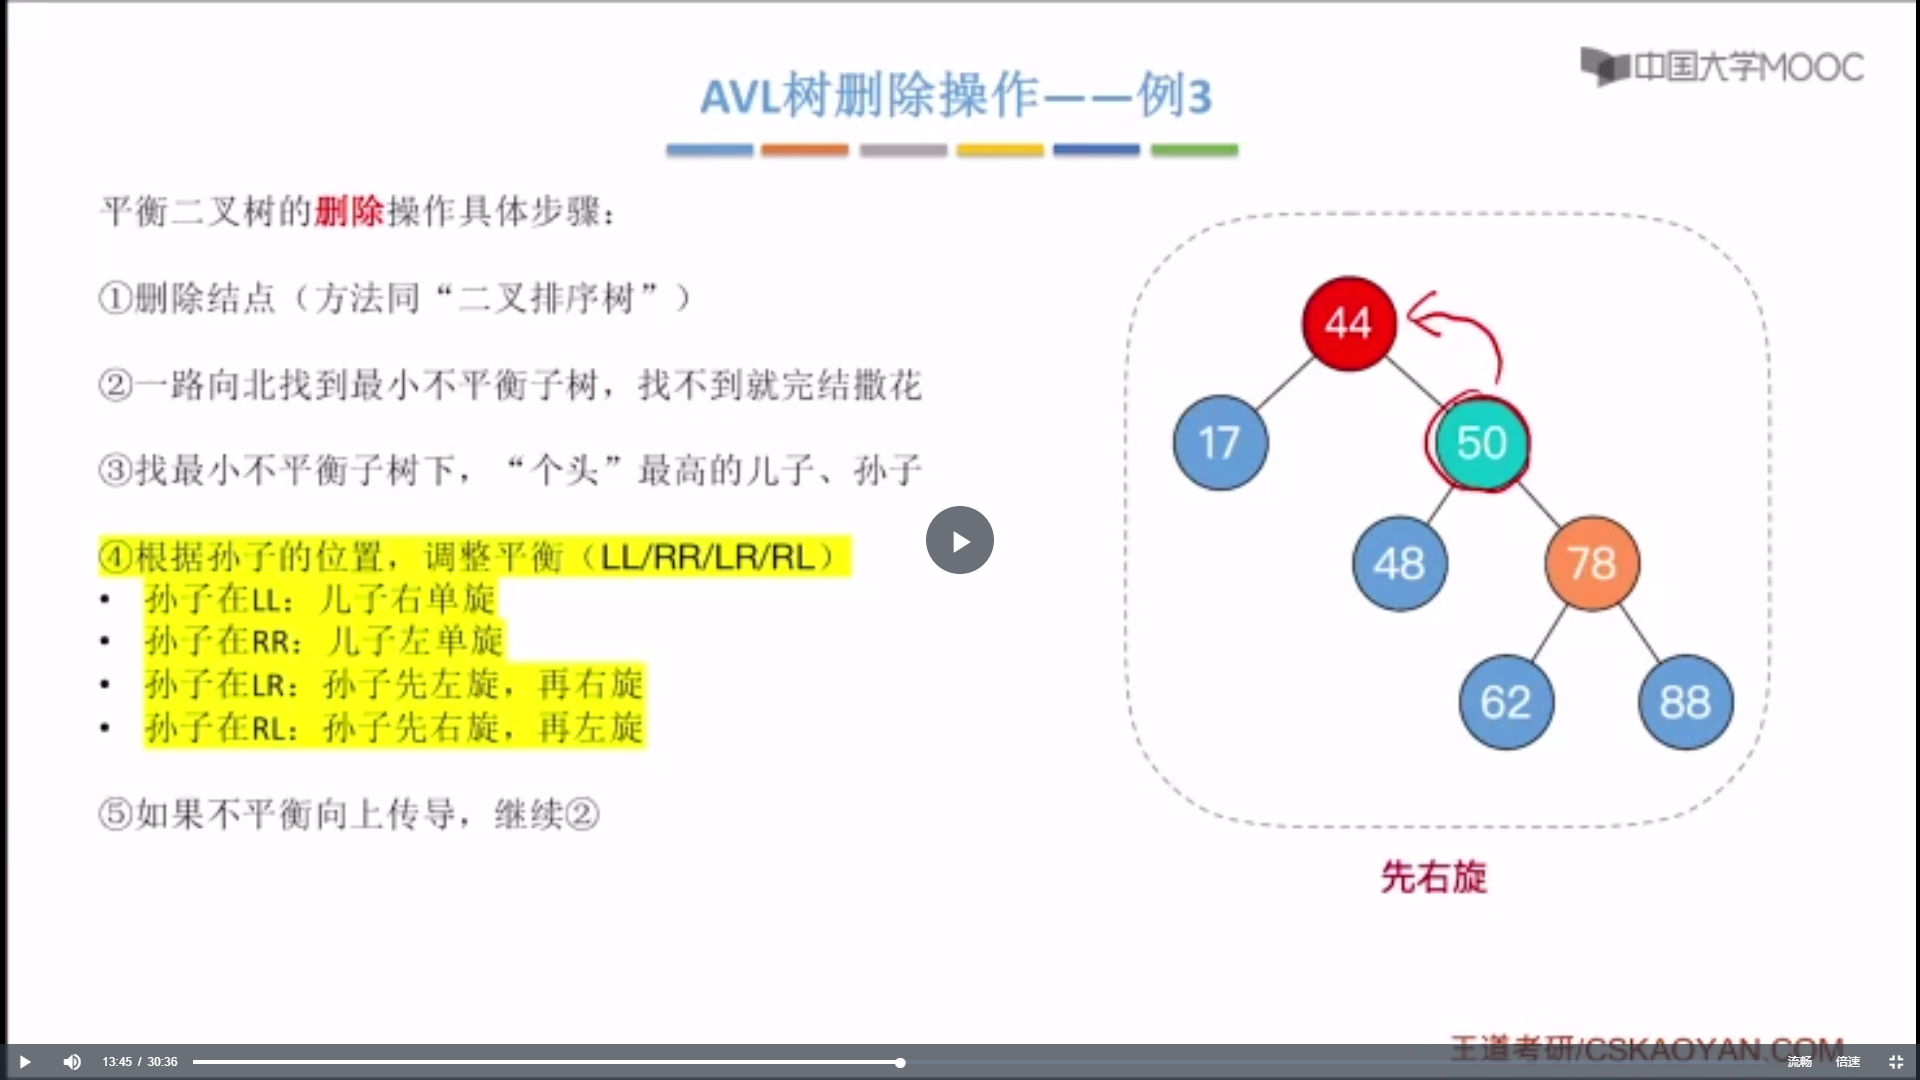 中国大学MOOC
AVL树删除操作——例3
平衡二叉树的删除操作具体步骤：
①删除结点（方法同“二叉排序树”）
②一路向北找到最小不平衡子树，找不到就完结撒花
③找最小不平衡子树下，“个头”最高的儿子、孙子
④根据孙子的位置，调整平衡（LL/RR/LR/RL）
• 孙子在LL：儿子右单旋
• 孙子在RR：儿子左单旋
• 孙子在LR：孙子先左旋，再右旋
• 孙子在RL：孙子先右旋，再左旋
⑤如果不平衡向上传导，继续②
44
17
50
48
78
62
88
先右旋
王道考研/CSKAOYAN.COM
13:45 / 30:36
流畅
倍速